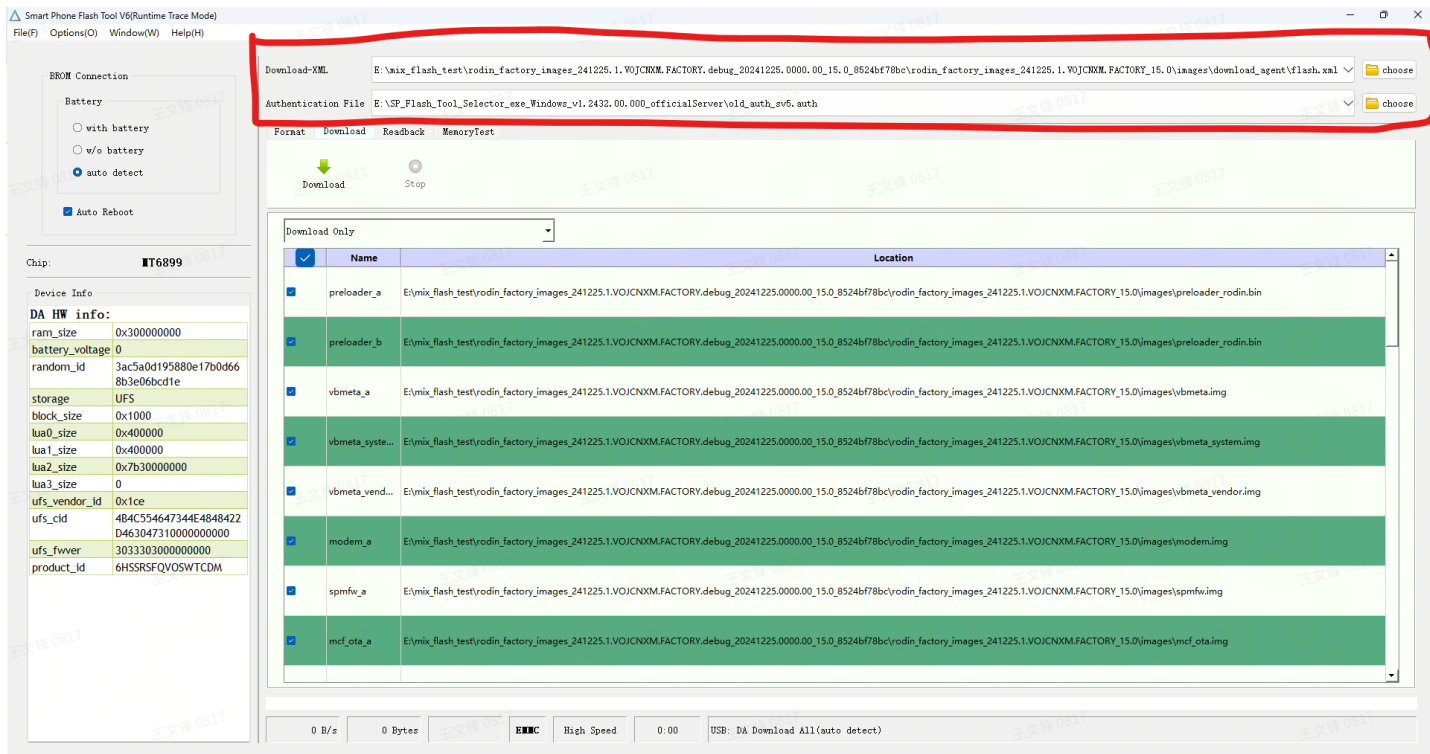 Smart Phone Flash Tool V6(Runtime Trace Mode)
File(F) Options(O) Window(W) Help(H)
BROM Connection
Battery
with battery
w/o battery
auto detect
Auto Reboot
Chip: MT6899
Device Info
DA HW info:
ram_size 0x300000000
battery_voltage 0
random_id 3ac5a0d195880e17b0d66
8b3e06bcd1e
storage UFS
block_size 0x1000
lua0_size 0x400000
lua1_size 0x400000
lua2_size 0x7b30000000
lua3_size 0
ufs_vendor_id 0x1ce
ufs_cid 4B4C554647344E4848422
D463047310000000000
ufs_fwver 3033303000000000
product_id 6HSSRSFQVOSWTCDM
Download-XML E:\mix_flash_test\rodin_factory_images_241225.1.VOJCNXM.FACTORY.debug_20241225.0000.00_15.0_8524bf78bc\rodin_factory_images_241225.1.VOJCNXM.FACTORY_15.0\images\download_agent\flash.xml choose
Authentication File E:\SP_Flash_Tool_Selector_exe_Windows_v1.2432.00.000_officialServer\old_auth_sv5.auth choose
Format Download Readback MemoryTest
Download Stop
Download Only
Name Location
preloader_a E:\mix_flash_test\rodin_factory_images_241225.1.VOJCNXM.FACTORY.debug_20241225.0000.00_15.0_8524bf78bc\rodin_factory_images_241225.1.VOJCNXM.FACTORY_15.0\images\preloader_rodin.bin
preloader_b E:\mix_flash_test\rodin_factory_images_241225.1.VOJCNXM.FACTORY.debug_20241225.0000.00_15.0_8524bf78bc\rodin_factory_images_241225.1.VOJCNXM.FACTORY_15.0\images\preloader_rodin.bin
vbmeta_a E:\mix_flash_test\rodin_factory_images_241225.1.VOJCNXM.FACTORY.debug_20241225.0000.00_15.0_8524bf78bc\rodin_factory_images_241225.1.VOJCNXM.FACTORY_15.0\images\vbmeta.img
vbmeta_syste... E:\mix_flash_test\rodin_factory_images_241225.1.VOJCNXM.FACTORY.debug_20241225.0000.00_15.0_8524bf78bc\rodin_factory_images_241225.1.VOJCNXM.FACTORY_15.0\images\vbmeta_system.img
vbmeta_vend... E:\mix_flash_test\rodin_factory_images_241225.1.VOJCNXM.FACTORY.debug_20241225.0000.00_15.0_8524bf78bc\rodin_factory_images_241225.1.VOJCNXM.FACTORY_15.0\images\vbmeta_vendor.img
modem_a E:\mix_flash_test\rodin_factory_images_241225.1.VOJCNXM.FACTORY.debug_20241225.0000.00_15.0_8524bf78bc\rodin_factory_images_241225.1.VOJCNXM.FACTORY_15.0\images\modem.img
spmfw_a E:\mix_flash_test\rodin_factory_images_241225.1.VOJCNXM.FACTORY.debug_20241225.0000.00_15.0_8524bf78bc\rodin_factory_images_241225.1.VOJCNXM.FACTORY_15.0\images\spmfw.img
mcf_ota_a E:\mix_flash_test\rodin_factory_images_241225.1.VOJCNXM.FACTORY.debug_20241225.0000.00_15.0_8524bf78bc\rodin_factory_images_241225.1.VOJCNXM.FACTORY_15.0\images\mcf_ota.img
0 B/s 0 Bytes EMMC High Speed 0:00 USB: DA Download All(auto detect)
王文锋 0817